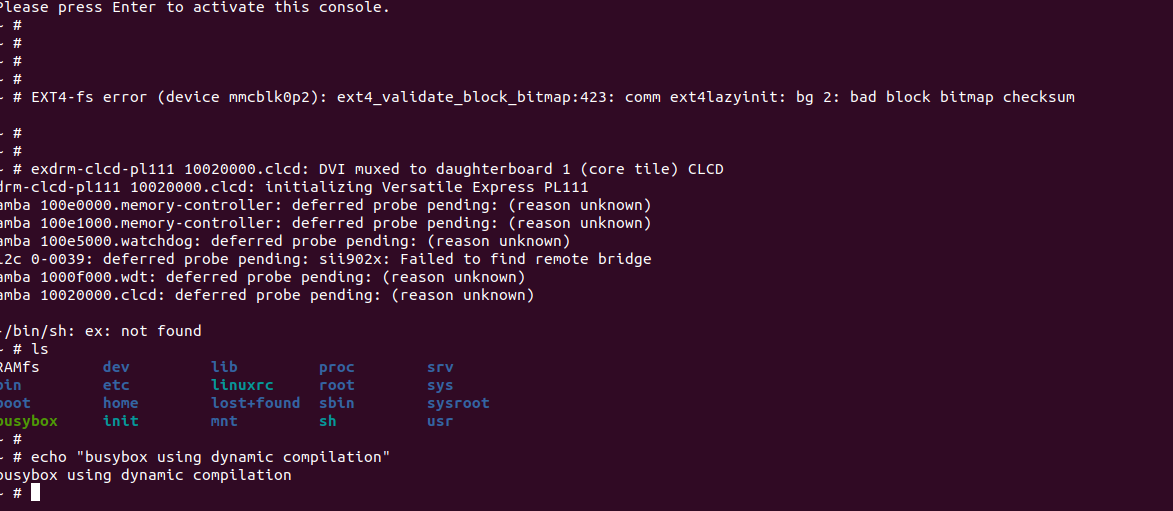 Please press Enter to activate this console.
~ #
~ #
~ #
~ #
~ # EXT4-fs error (device mmcblk0p2): ext4_validate_block_bitmap:423: comm ext4lazyinit: bg 2: bad block bitmap checksum
~ #
~ #
~ # exdrm-clcd-pl111 10020000.clcd: DVI muxed to daughterboard 1 (core tile) CLCD
drm-clcd-pl111 10020000.clcd: initializing Versatile Express PL111
amba 100e0000.memory-controller: deferred probe pending: (reason unknown)
amba 100e1000.memory-controller: deferred probe pending: (reason unknown)
amba 100e5000.watchdog: deferred probe pending: (reason unknown)
i2c 0-0039: deferred probe pending: sii902x: Failed to find remote bridge
amba 1000f000.wdt: deferred probe pending: (reason unknown)
amba 10020000.clcd: deferred probe pending: (reason unknown)
-/bin/sh: ex: not found
~ # ls
RAMfs dev lib proc srv
bin etc linuxrc root sys
boot home lost+found sbin sysroot
busybox init mnt sh usr
~ #
~ # echo "busybox using dynamic compilation"
busybox using dynamic compilation
~ #